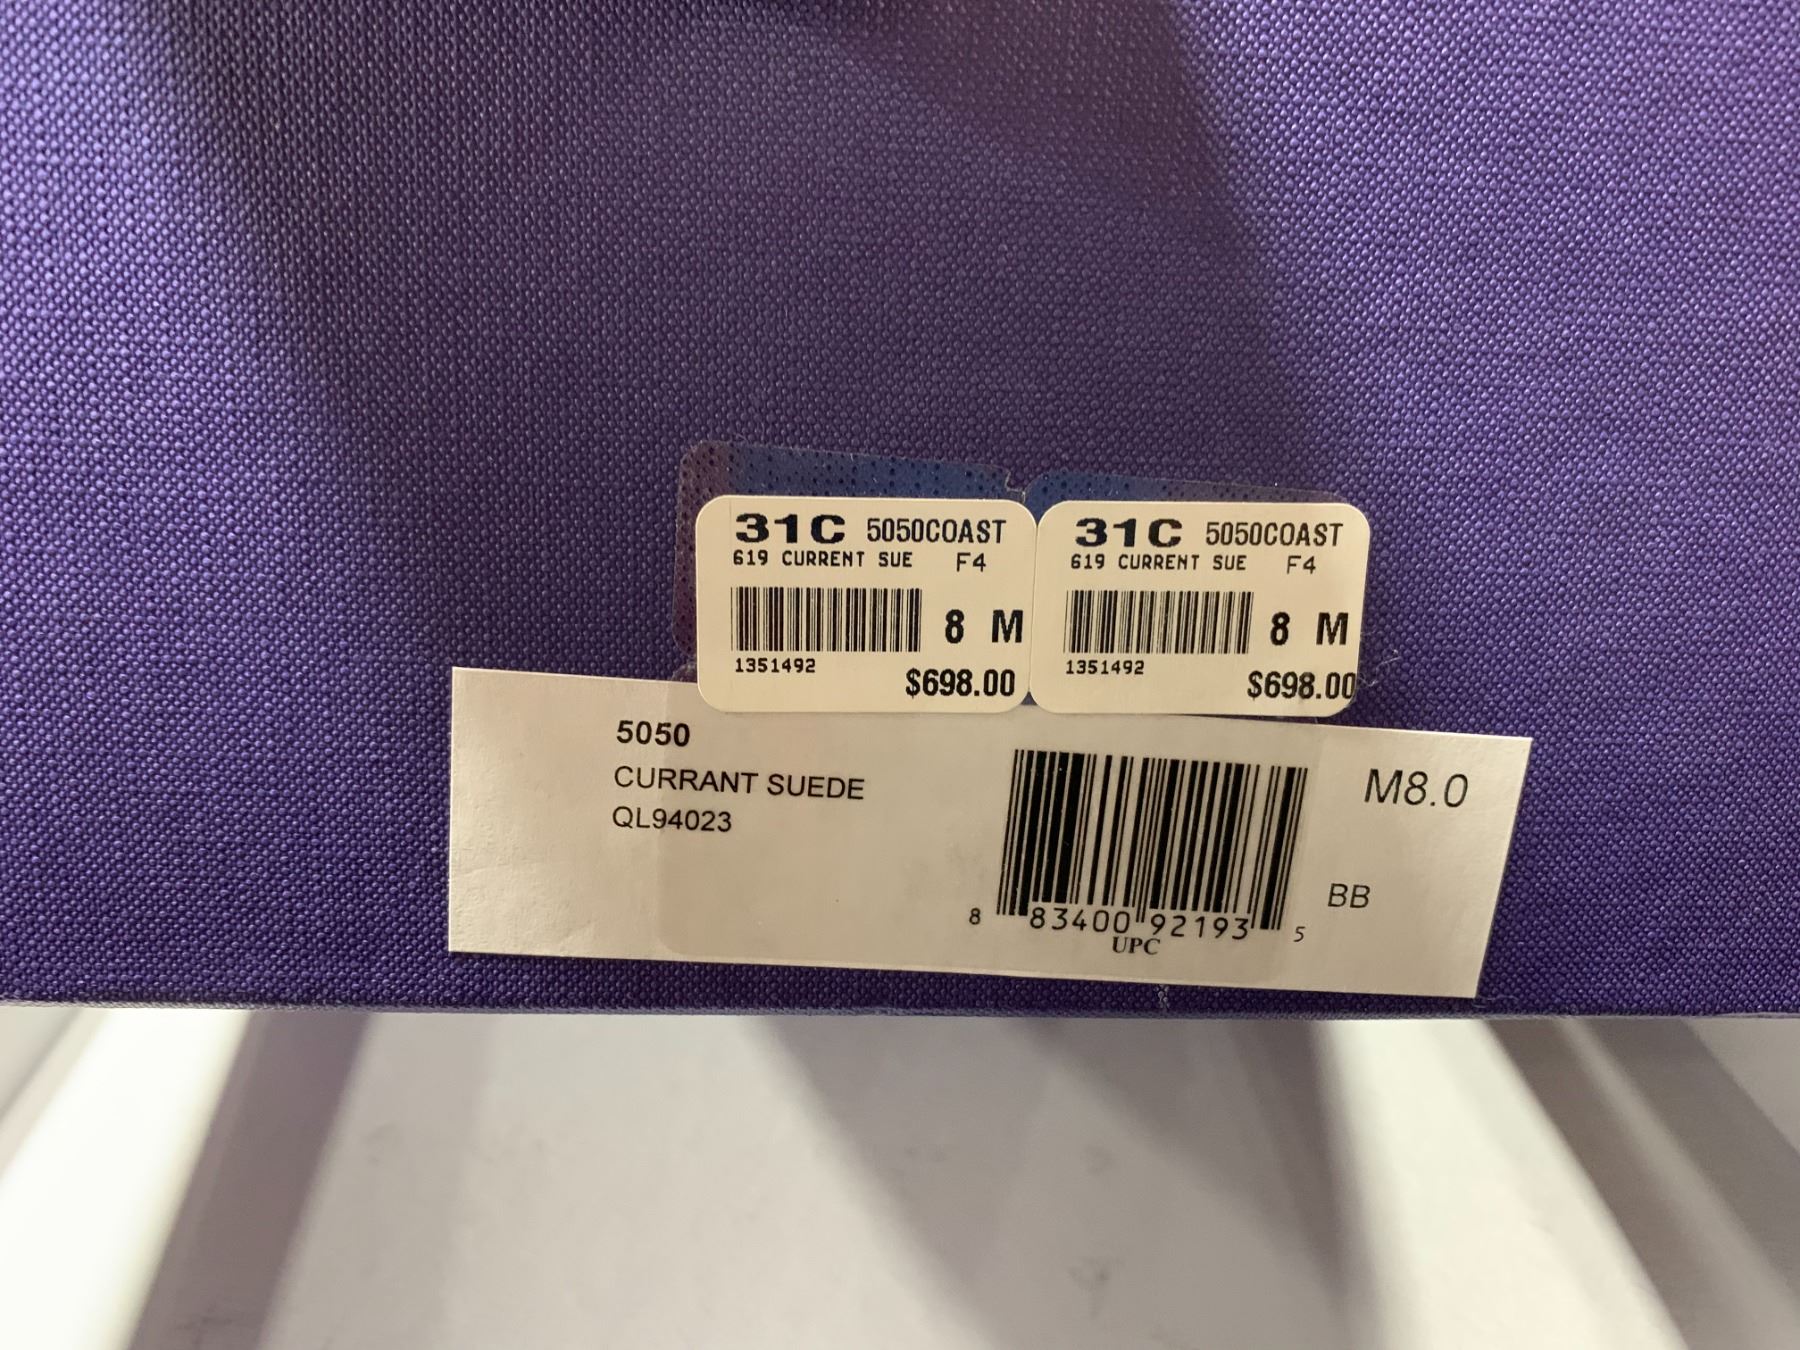 31C 5050COAST
619 CURRENT SUE F4
8 M
1351492
$698.00
31C 5050COAST
619 CURRENT SUE F4
8 M
1351492
$698.00
5050
CURRANT SUEDE
QL94023
8 83400 92193 5
UPC
M8.0
BB